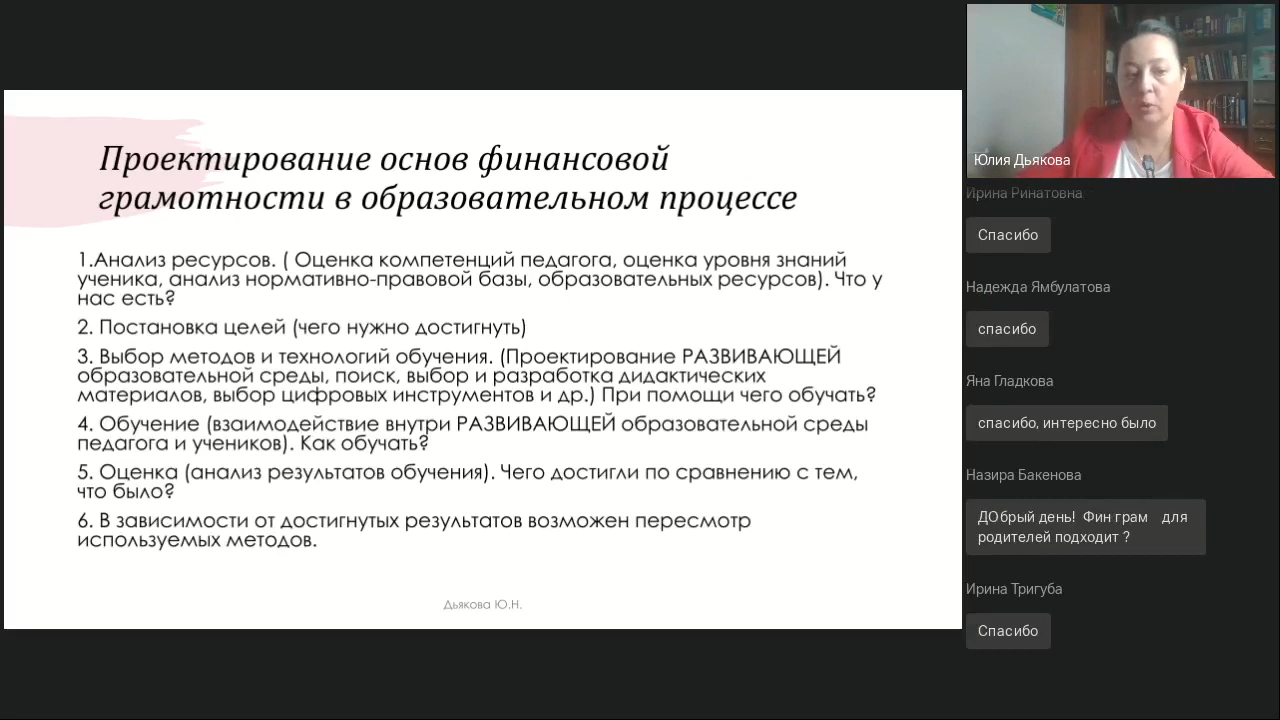 Проектирование основ финансовой
грамотности в образовательном процессе
1.Анализ ресурсов. ( Оценка компетенций педагога, оценка уровня знаний
ученика, анализ нормативно-правовой базы, образовательных ресурсов). Что у
нас есть?
2. Постановка целей (чего нужно достигнуть)
3. Выбор методов и технологий обучения. (Проектирование РАЗВИВАЮЩЕЙ
образовательной среды, поиск, выбор и разработка дидактических
материалов, выбор цифровых инструментов и др.) При помощи чего обучать?
4. Обучение (взаимодействие внутри РАЗВИВАЮЩЕЙ образовательной среды
педагога и учеников). Как обучать?
5. Оценка (анализ результатов обучения). Чего достигли по сравнению с тем,
что было?
6. В зависимости от достигнутых результатов возможен пересмотр
используемых методов.
Дьякова Ю.Н.
Юлия Дьякова
Ирина Ринатовна
Спасибо
Надежда Ямбулатова
спасибо
Яна Гладкова
спасибо, интересно было
Назира Бакенова
ДОбрый день! Фин грам для
родителей подходит ?
Ирина Тригуба
Спасибо